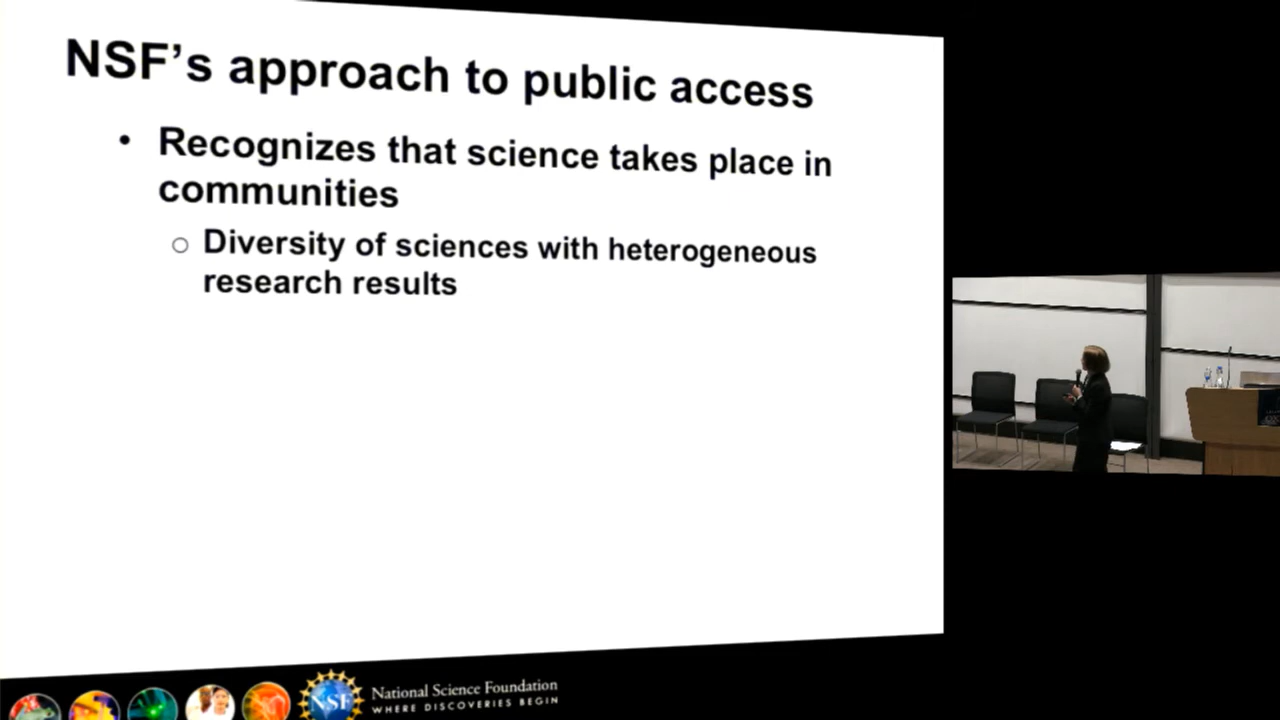 NSF’s approach to public access
• Recognizes that science takes place in
communities
○ Diversity of sciences with heterogeneous
research results
NSF
National Science Foundation
WHERE DISCOVERIES BEGIN